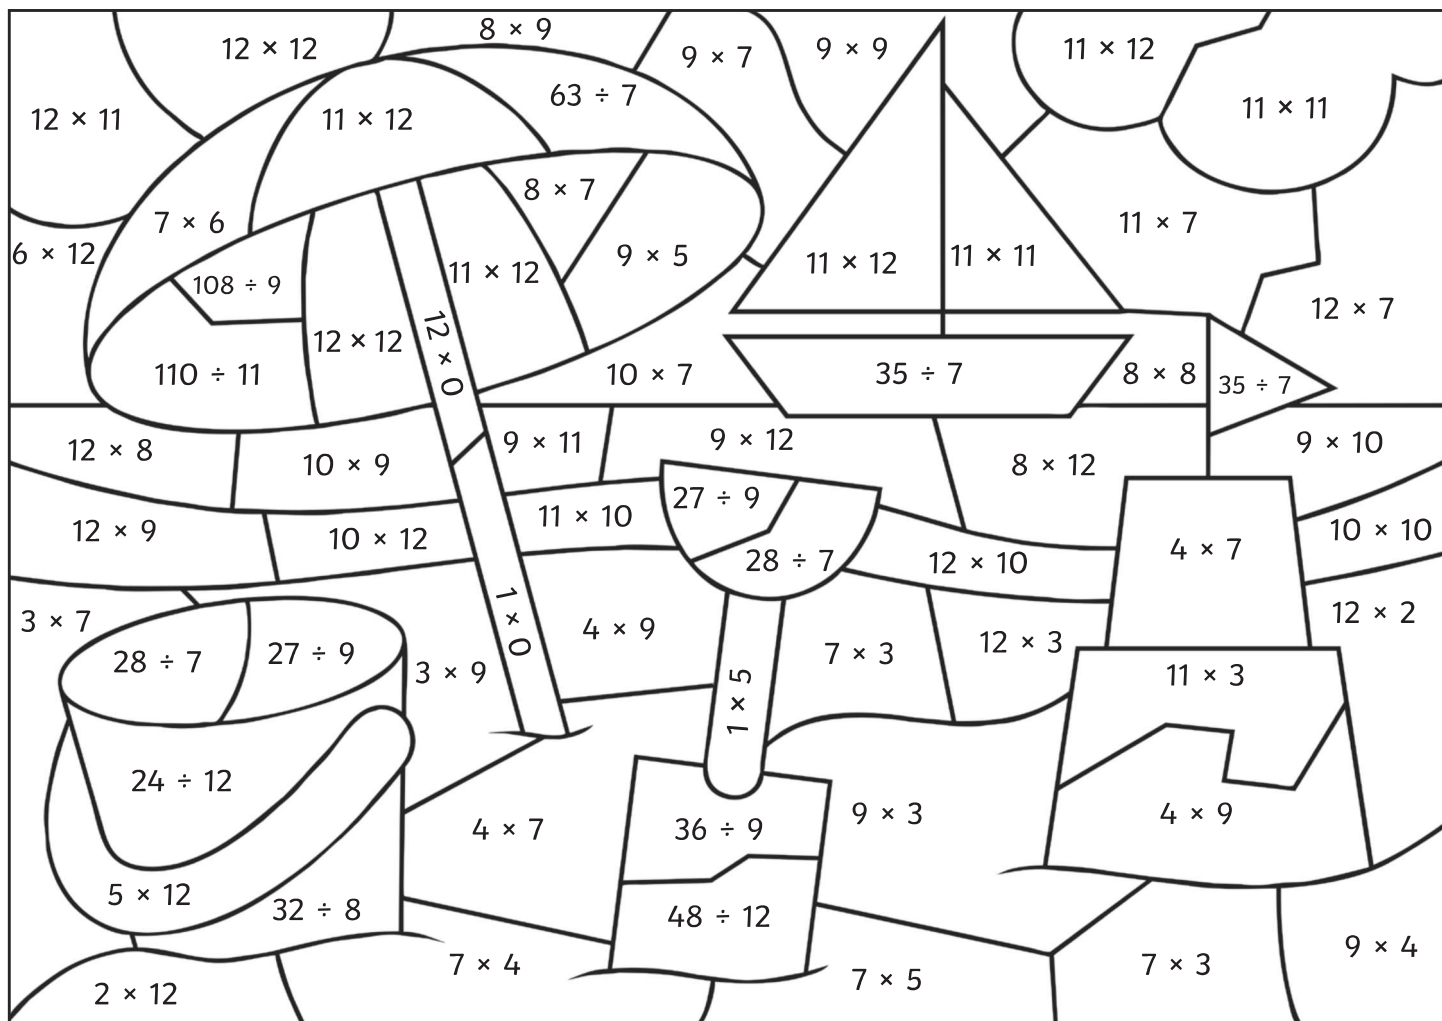 8 × 9
12 × 12
9 × 7
9 × 9
11 × 12
63 ÷ 7
11 × 11
12 × 11
11 × 12
8 × 7
7 × 6
11 × 7
6 × 12
9 × 5
11 × 12
11 × 11
11 × 12
108 ÷ 9
12 × 7
12 × 12
12 × 0
110 ÷ 11
10 × 7
35 ÷ 7
8 × 8
35 ÷ 7
12 × 8
10 × 9
9 × 11
9 × 12
8 × 12
9 × 10
27 ÷ 9
12 × 9
10 × 12
11 × 10
10 × 10
4 × 7
28 ÷ 7
12 × 10
3 × 7
1 × 0
4 × 9
12 × 2
28 ÷ 7
27 ÷ 9
3 × 9
7 × 3
12 × 3
11 × 3
1 × 5
24 ÷ 12
4 × 7
36 ÷ 9
9 × 3
4 × 9
5 × 12
32 ÷ 8
48 ÷ 12
2 × 12
7 × 4
7 × 5
7 × 3
9 × 4